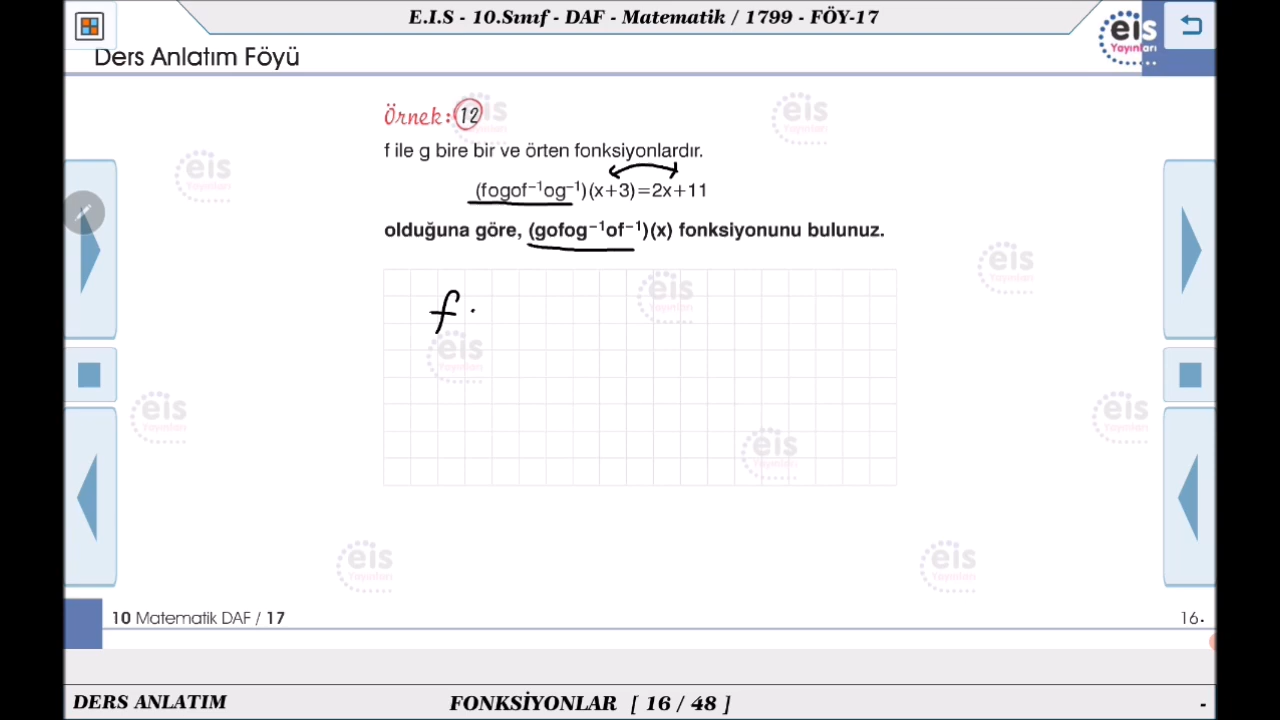 E.I.S - 10.Sınıf - DAF - Matematik / 1799 - FÖY-17
eis
Yayınları
Ders Anlatım Föyü
Örnek: 12
f ile g bire bir ve örten fonksiyonlardır.
(fogof⁻¹og⁻¹)(x+3)=2x+11
olduğuna göre, (gofog⁻¹of⁻¹)(x) fonksiyonunu bulunuz.
f
10 Matematik DAF / 17
16
DERS ANLATIM
FONKSİYONLAR [ 16 / 48 ]
-